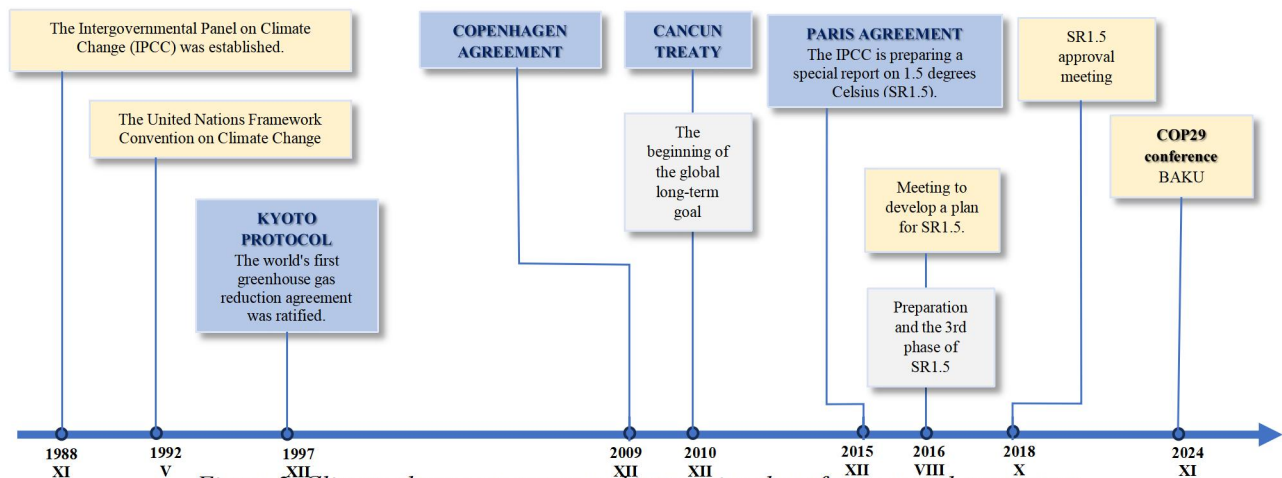 The Intergovernmental Panel on Climate
Change (IPCC) was established.
The United Nations Framework
Convention on Climate Change
KYOTO
PROTOCOL
The world's first
greenhouse gas
reduction agreement
was ratified.
COPENHAGEN
AGREEMENT
CANCUN
TREATY
The
beginning of
the global
long-term
goal
PARIS AGREEMENT
The IPCC is preparing a
special report on 1.5 degrees
Celsius (SR1.5).
Meeting to
develop a plan
for SR1.5.
Preparation
and the 3rd
phase of
SR1.5
SR1.5
approval
meeting
COP29
conference
BAKU
1988
XI
1992
V
1997
XII
2009
XII
2010
XII
2015
XII
2016
VIII
2018
X
2024
XI